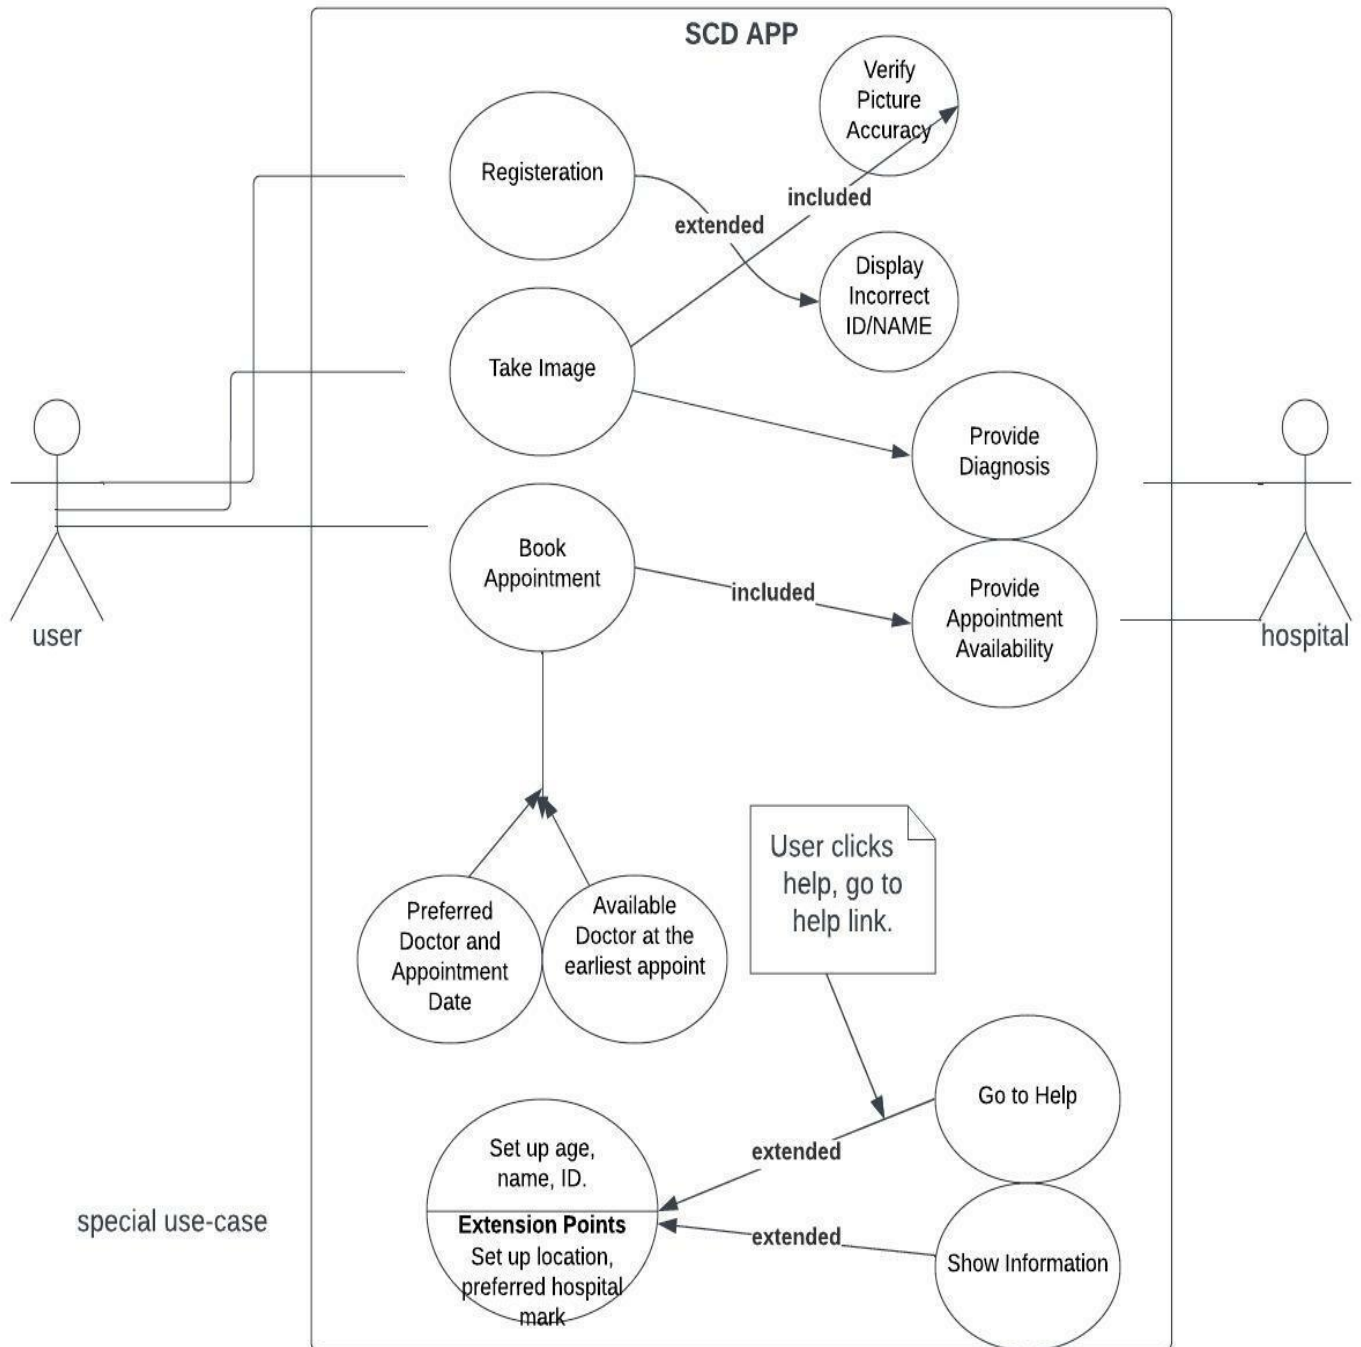 SCD APP
Verify
Picture
Accuracy
Registeration
included
extended
Display
Incorrect
ID/NAME
Take Image
Provide
Diagnosis
Book
Appointment
included
Provide
Appointment
Availability
user
hospital
User clicks
help, go to
help link.
Preferred
Doctor and
Appointment
Date
Available
Doctor at the
earliest appoint
Go to Help
extended
Set up age,
name, ID.
special use-case
Extension Points
Set up location,
preferred hospital
mark
extended
Show Information